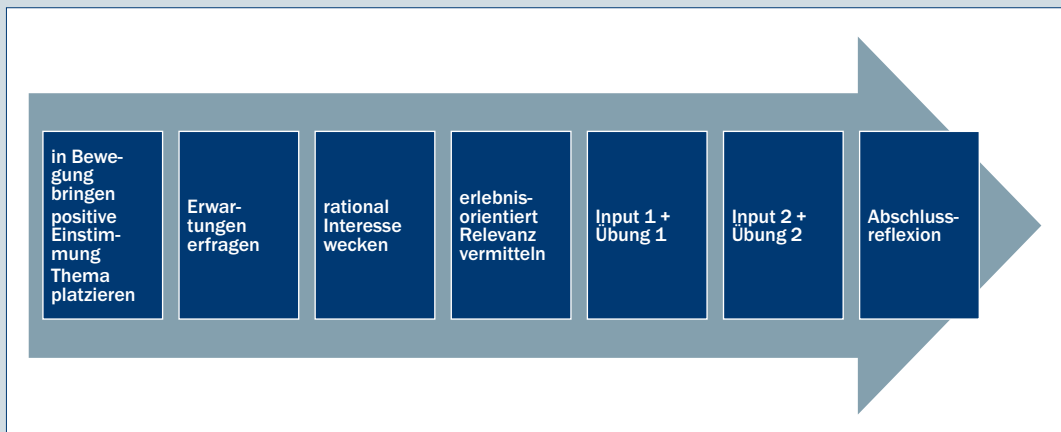 in Bewe-
gung
bringen
positive
Einstim-
mung
Thema
platzieren
Erwar-
tungen
erfragen
rational
Interesse
wecken
erlebnis-
orientiert
Relevanz
vermitteln
Input 1 +
Übung 1
Input 2 +
Übung 2
Abschluss-
reflexion